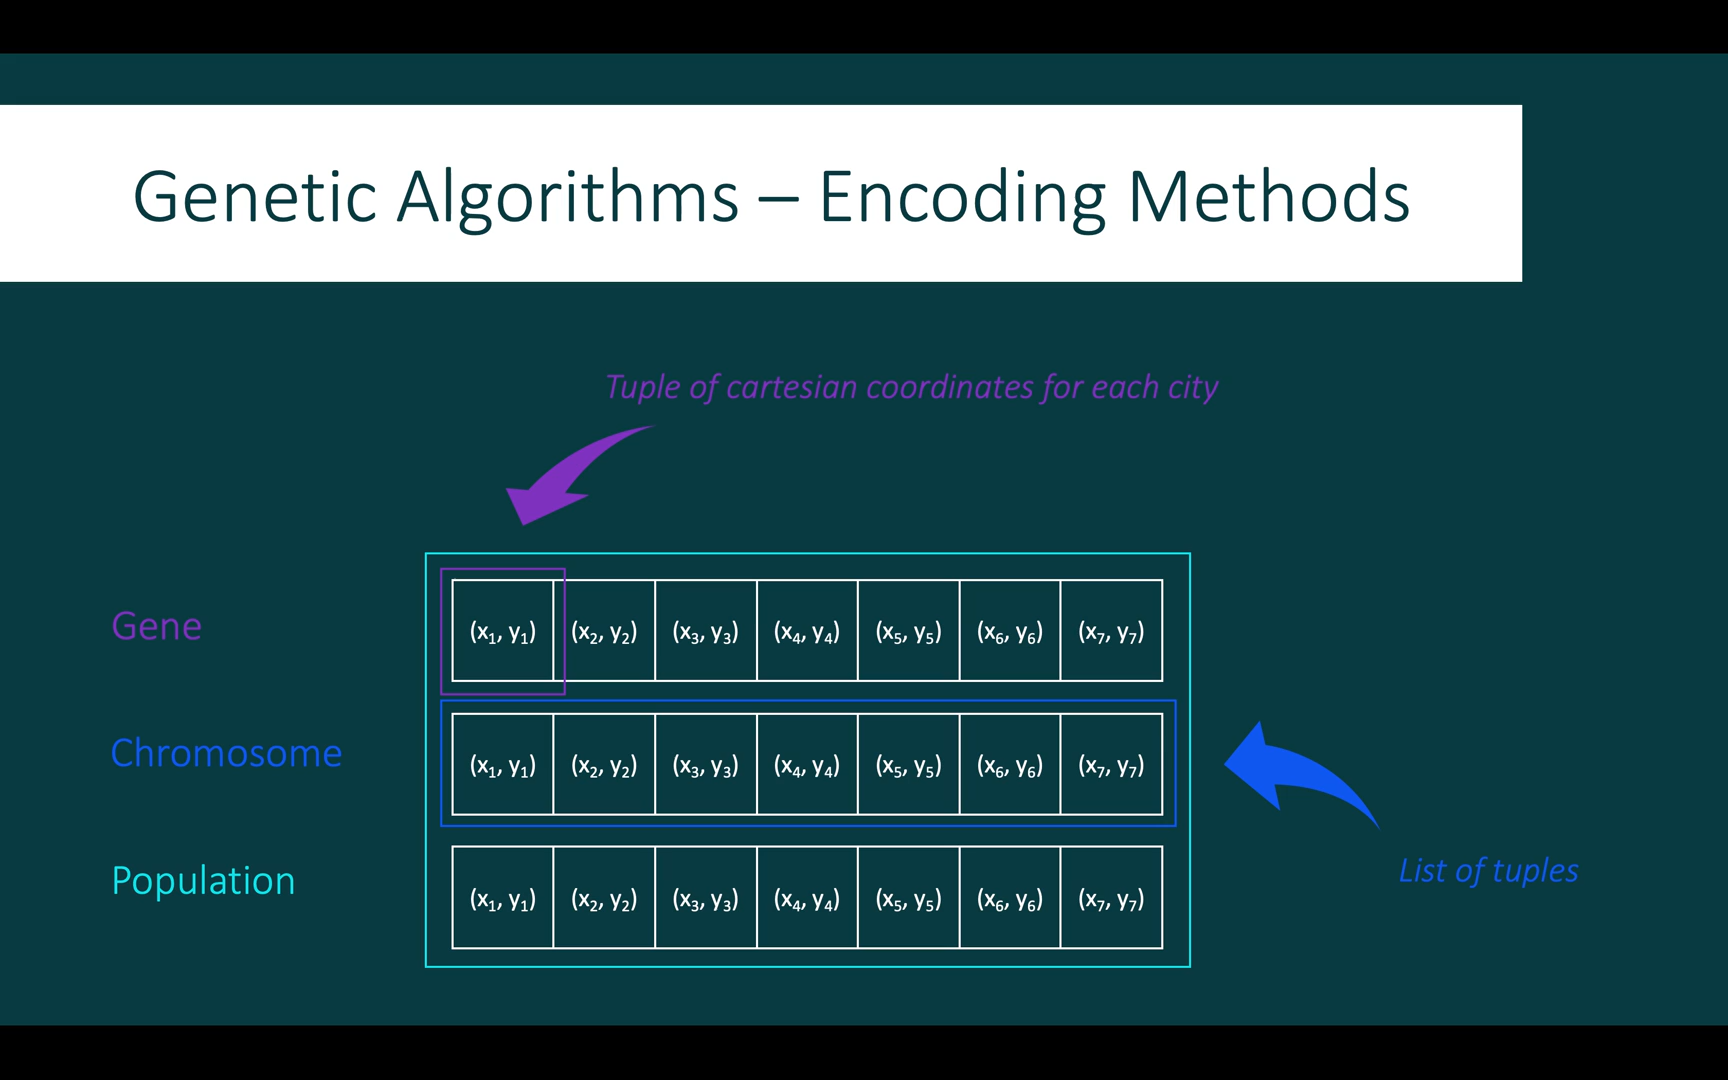 Genetic Algorithms – Encoding Methods
Tuple of cartesian coordinates for each city
Gene
(x₁, y₁) (x₂, y₂) (x₃, y₃) (x₄, y₄) (x₅, y₅) (x₆, y₆) (x₇, y₇)
Chromosome
(x₁, y₁) (x₂, y₂) (x₃, y₃) (x₄, y₄) (x₅, y₅) (x₆, y₆) (x₇, y₇)
List of tuples
Population
(x₁, y₁) (x₂, y₂) (x₃, y₃) (x₄, y₄) (x₅, y₅) (x₆, y₆) (x₇, y₇)